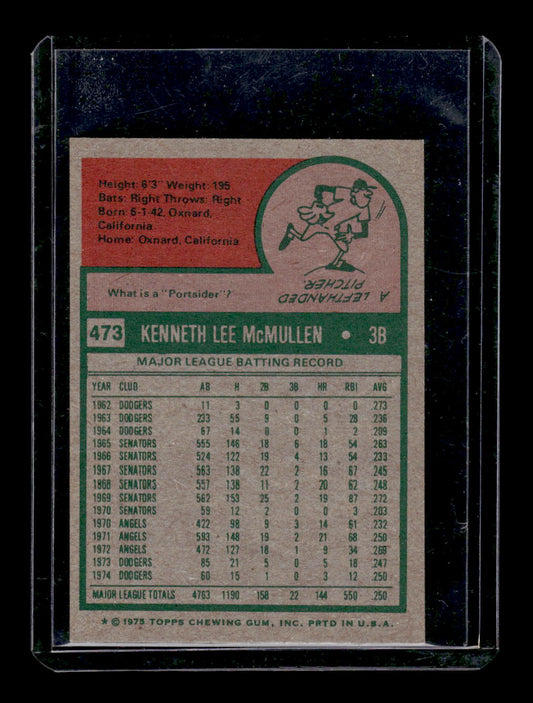 Height: 6'3" Weight: 195
Bats: Right Throws: Right
Born: 6-1-42, Oxnard,
California
Home: Oxnard, California
What is a "Portsider"?
A LEFTHANDED
PITCHER.
473 KENNETH LEE McMULLEN • 3B
MAJOR LEAGUE BATTING RECORD
YEAR CLUB AB H 2B 3B HR RBI AVG
1962 DODGERS 11 3 0 0 0 0 .273
1963 DODGERS 233 55 9 0 5 28 .236
1964 DODGERS 67 14 0 0 1 2 .209
1965 SENATORS 555 146 18 6 18 54 .263
1966 SENATORS 524 122 19 4 13 54 .233
1967 SENATORS 563 138 22 2 16 67 .245
1968 SENATORS 557 138 11 2 20 62 .248
1969 SENATORS 562 153 25 2 19 87 .272
1970 SENATORS 59 12 2 0 0 3 .203
1970 ANGELS 422 98 9 3 14 61 .232
1971 ANGELS 593 148 19 2 21 68 .250
1972 ANGELS 472 127 18 1 9 34 .269
1973 DODGERS 85 21 5 0 5 18 .247
1974 DODGERS 60 15 1 0 3 12 .250
MAJOR LEAGUE TOTALS 4763 1190 158 22 144 550 .250
★ © 1975 TOPPS CHEWING GUM, INC. PRTD IN U.S.A.